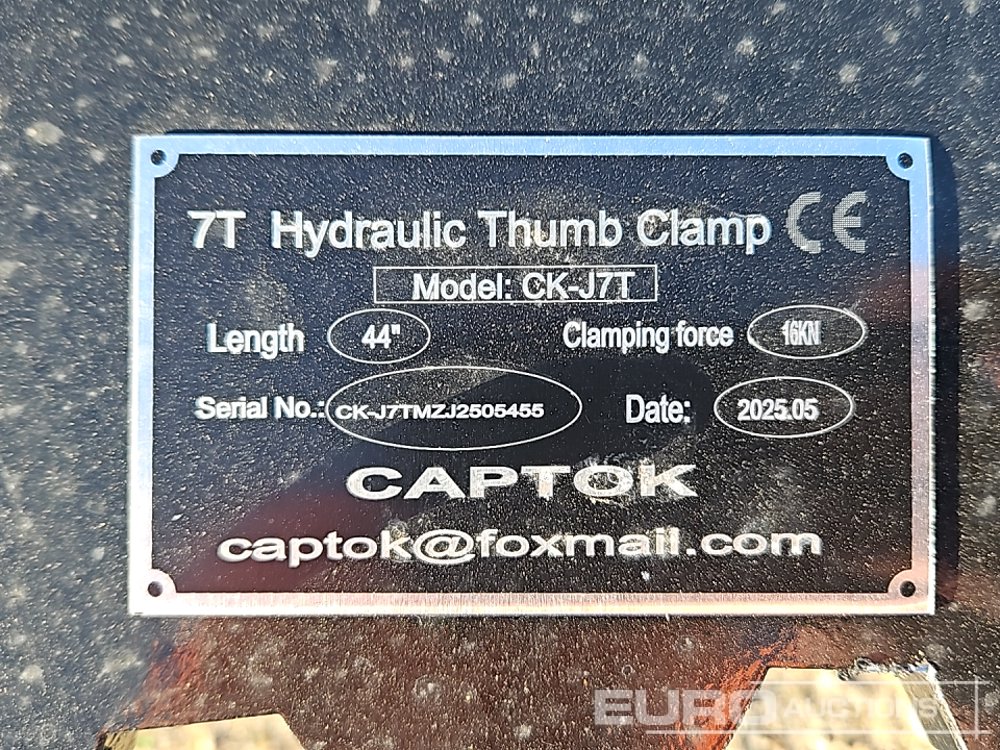 7T Hydraulic Thumb Clamp CE
Model: CK-J7T
Length 44" Clamping force 16KN
Serial No.: CK-J7TMZJ2505455 Date: 2025.05
CAPTOK
captok@foxmail.com
EURO AUCTIONS